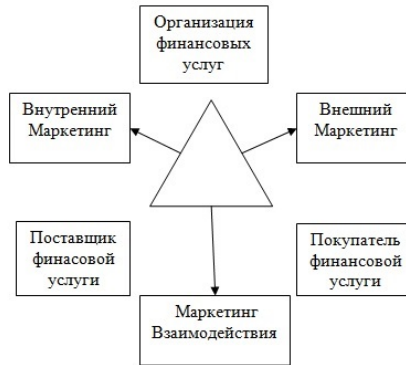 Организация
финансовых
услуг
Внутренний
Маркетинг
Внешний
Маркетинг
Поставщик
финасовой
услуги
Покупатель
финансовой
услуги
Маркетинг
Взаимодействия